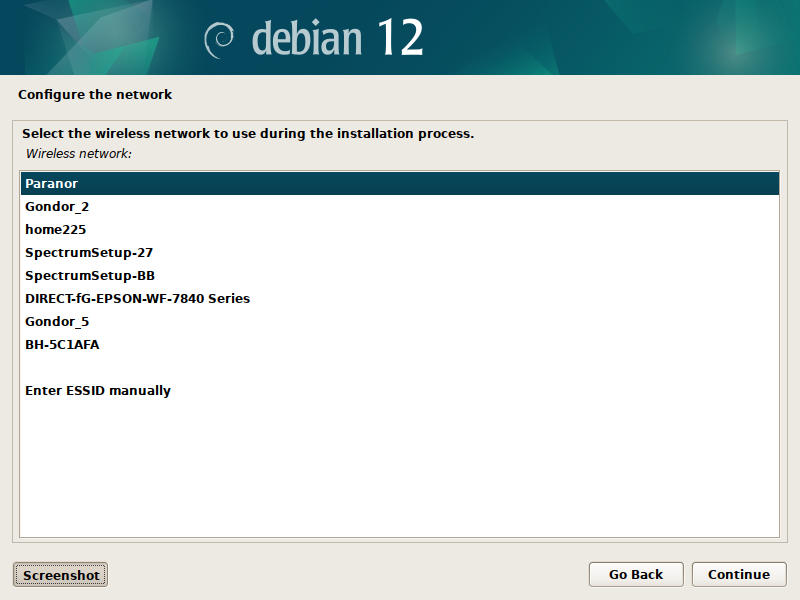 debian 12
Configure the network
Select the wireless network to use during the installation process.
Wireless network:
Paranor
Gondor_2
home225
SpectrumSetup-27
SpectrumSetup-BB
DIRECT-fG-EPSON-WF-7840 Series
Gondor_5
BH-5C1AFA
Enter ESSID manually
Screenshot
Go Back
Continue